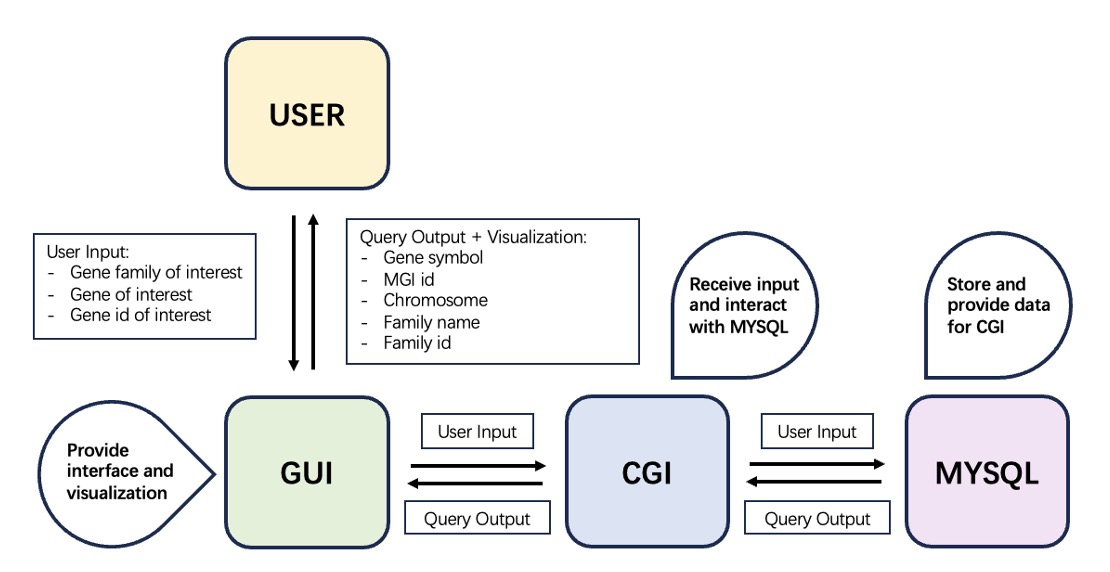 USER
User Input:
- Gene family of interest
- Gene of interest
- Gene id of interest
Query Output + Visualization:
- Gene symbol
- MGI id
- Chromosome
- Family name
- Family id
Receive input
and interact
with MYSQL
Store and
provide data
for CGI
Provide
interface and
visualization
GUI
User Input
Query Output
CGI
User Input
Query Output
MYSQL